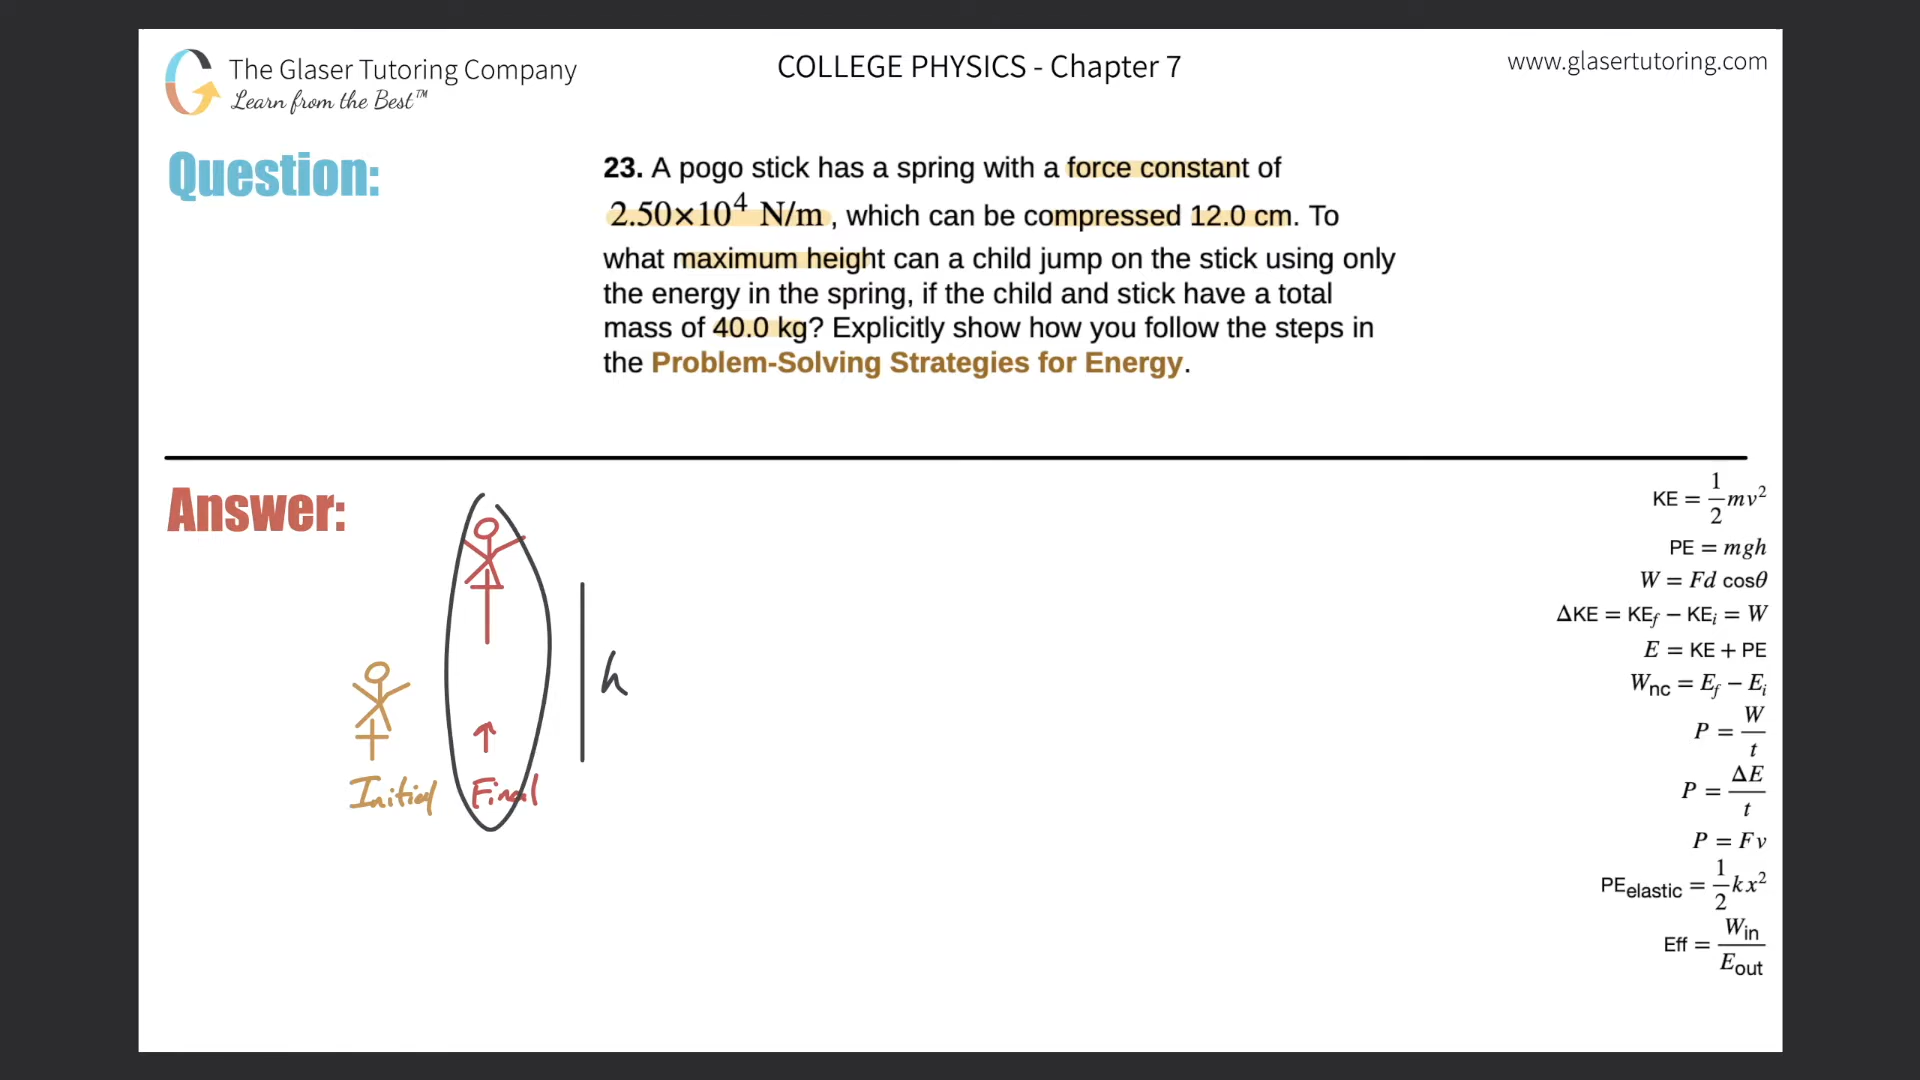 The Glaser Tutoring Company
Learn from the Best™
COLLEGE PHYSICS - Chapter 7
www.glasertutoring.com
Question:
23. A pogo stick has a spring with a force constant of
2.50×10⁴ N/m, which can be compressed 12.0 cm. To
what maximum height can a child jump on the stick using only
the energy in the spring, if the child and stick have a total
mass of 40.0 kg? Explicitly show how you follow the steps in
the Problem-Solving Strategies for Energy.
Answer:
h
Initial
Final
KE = 1/2 mv²
PE = mgh
W = Fd cosθ
ΔKE = KE_f − KE_i = W
E = KE + PE
W_nc = E_f − E_i
P = W/t
P = ΔE/t
P = Fv
PE_elastic = 1/2 kx²
Eff = W_in/E_out